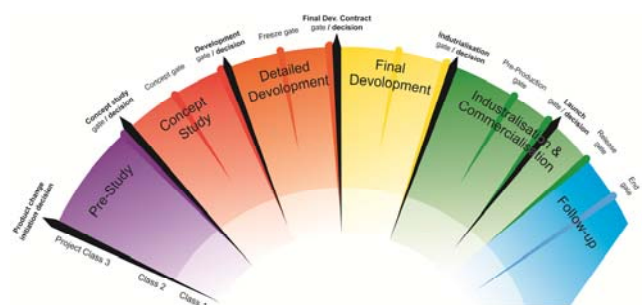 Product change
initiation decision
Project Class 3
Class 2
Pre-Study
Concept study
gate / decision
Concept gate
Concept
Study
Development
gate / decision
Freeze gate
Detailed
Devolopment
Final Dev. Contract
gate / decision
Final
Devolopment
Industrialisation
gate / decision
Pre-Production
gate
Industralisation &
Commercialisation
Launch
gate / decision
Release
gate
End
gate
Follow-up